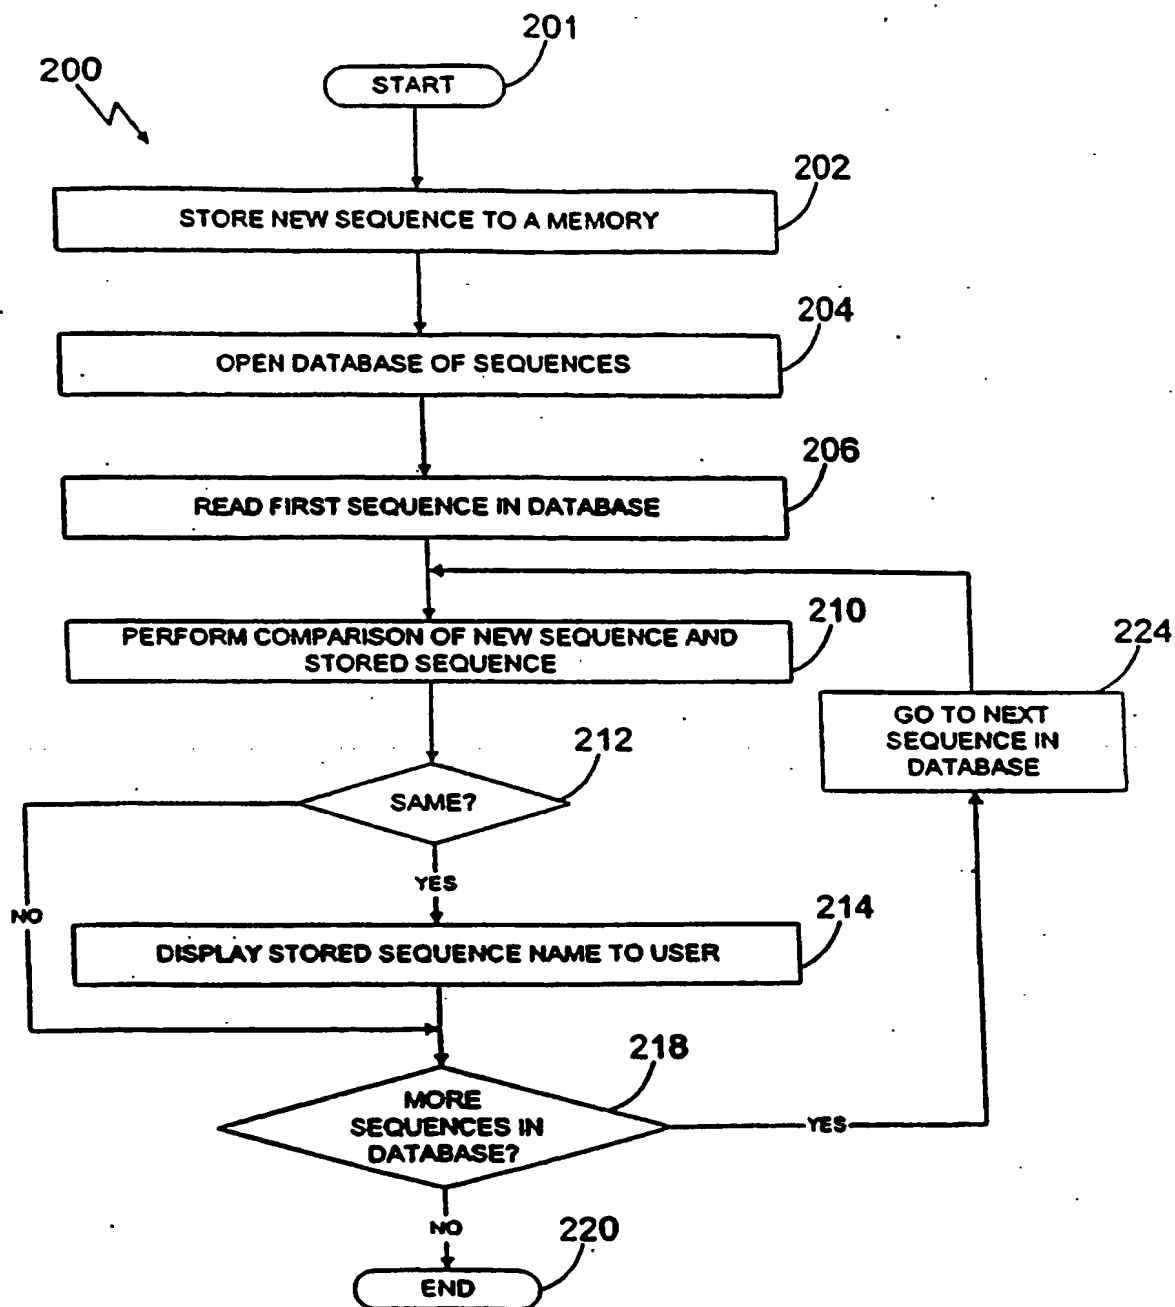 201
200
START
202
STORE NEW SEQUENCE TO A MEMORY
204
OPEN DATABASE OF SEQUENCES
206
READ FIRST SEQUENCE IN DATABASE
210
PERFORM COMPARISON OF NEW SEQUENCE AND
STORED SEQUENCE
224
GO TO NEXT
SEQUENCE IN
DATABASE
212
SAME?
YES
NO
214
DISPLAY STORED SEQUENCE NAME TO USER
218
MORE
SEQUENCES IN
DATABASE?
YES
NO
220
END